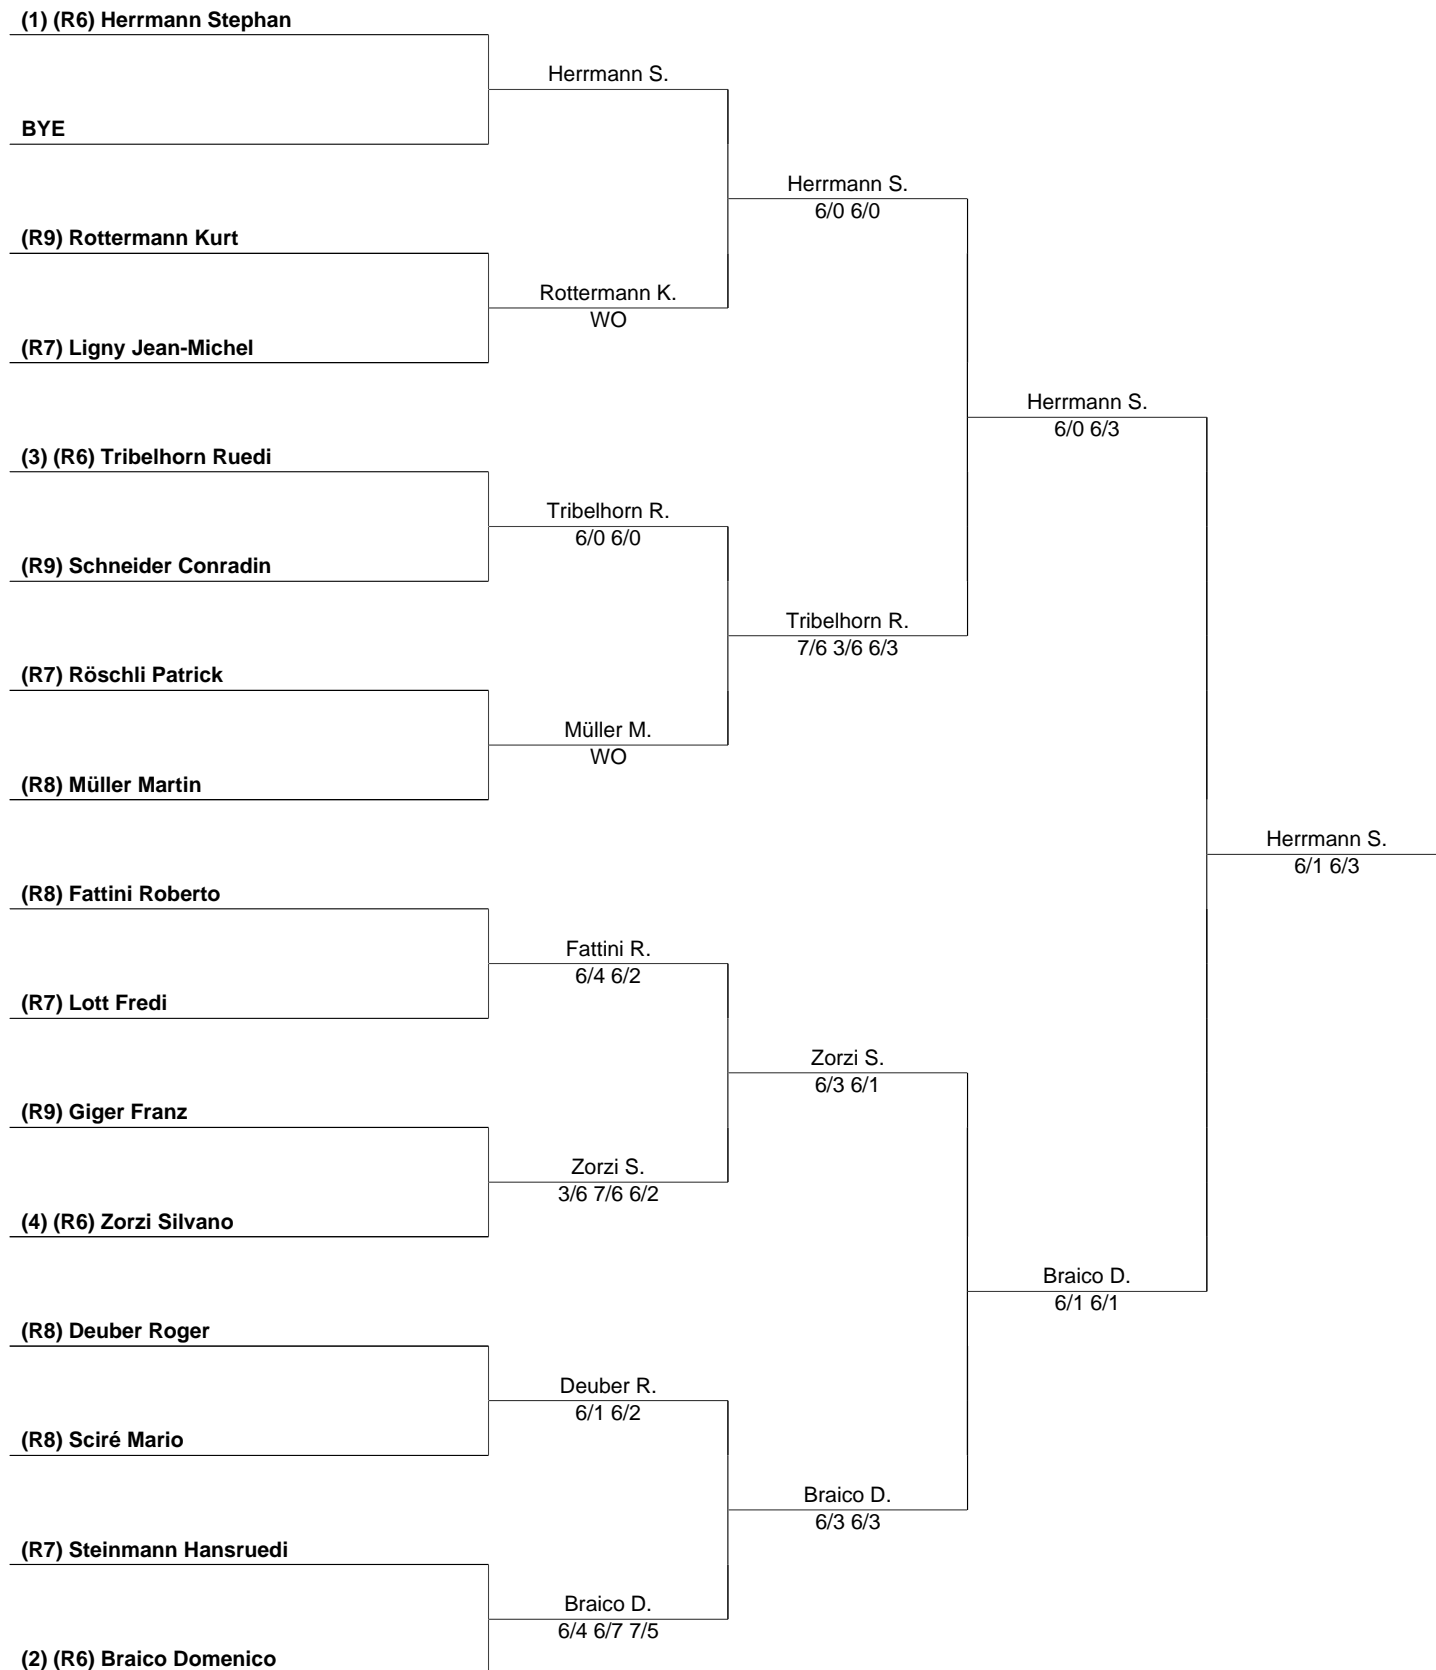 (1) (R6) Herrmann Stephan
Herrmann S.
BYE
Herrmann S.
6/0 6/0
(R9) Rottermann Kurt
Rottermann K.
WO
(R7) Ligny Jean-Michel
Herrmann S.
6/0 6/3
(3) (R6) Tribelhorn Ruedi
Tribelhorn R.
6/0 6/0
(R9) Schneider Conradin
Tribelhorn R.
7/6 3/6 6/3
(R7) Röschli Patrick
Müller M.
WO
(R8) Müller Martin
Herrmann S.
6/1 6/3
(R8) Fattini Roberto
Fattini R.
6/4 6/2
(R7) Lott Fredi
Zorzi S.
6/3 6/1
(R9) Giger Franz
Zorzi S.
3/6 7/6 6/2
(4) (R6) Zorzi Silvano
Braico D.
6/1 6/1
(R8) Deuber Roger
Deuber R.
6/1 6/2
(R8) Sciré Mario
Braico D.
6/3 6/3
(R7) Steinmann Hansruedi
Braico D.
6/4 6/7 7/5
(2) (R6) Braico Domenico